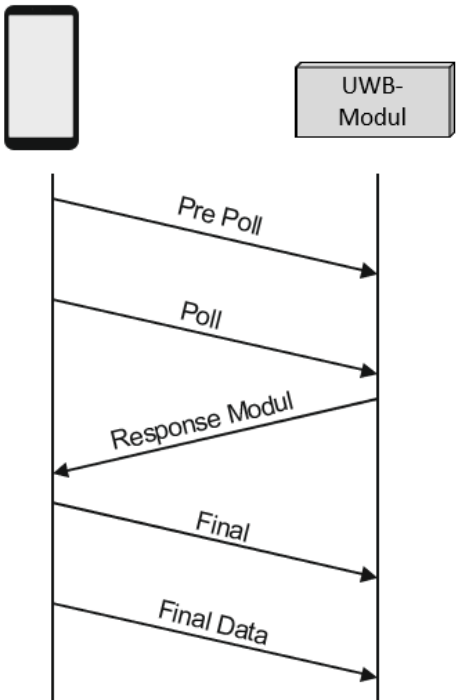 UWB-
Modul
Pre Poll
Poll
Response Modul
Final
Final Data